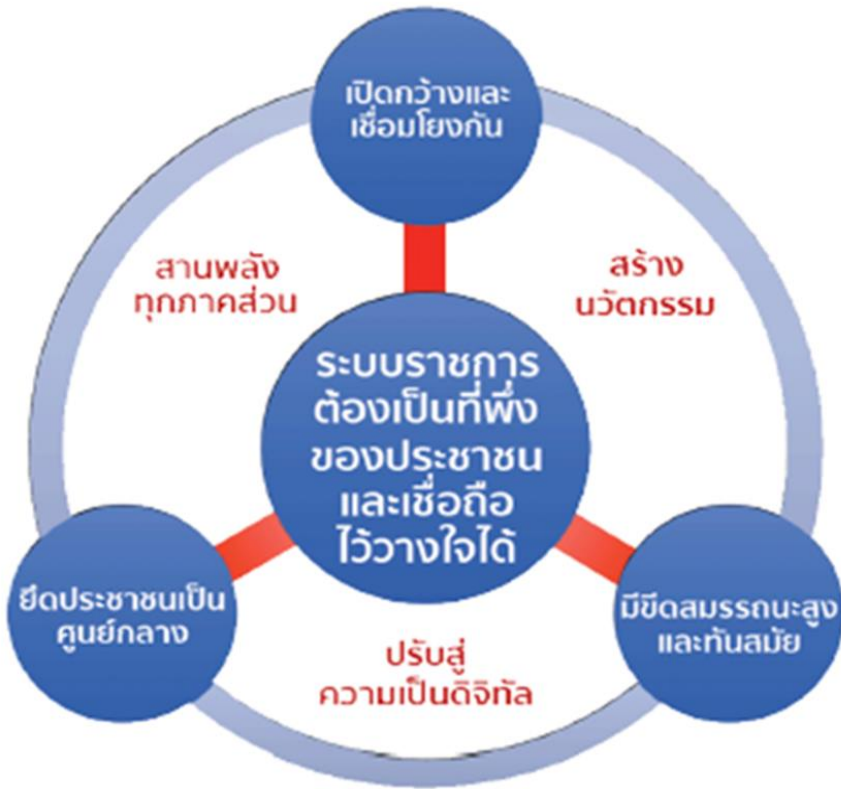 เปิดกว้างและ
เชื่อมโยงกัน
สานพลัง
ทุกภาคส่วน
สร้าง
นวัตกรรม
ระบบราชการ
ต้องเป็นที่พึ่ง
ของประชาชน
และเชื่อถือ
ไว้วางใจได้
ยึดประชาชนเป็น
ศูนย์กลาง
มีขีดสมรรถนะสูง
และทันสมัย
ปรับสู่
ความเป็นดิจิทัล